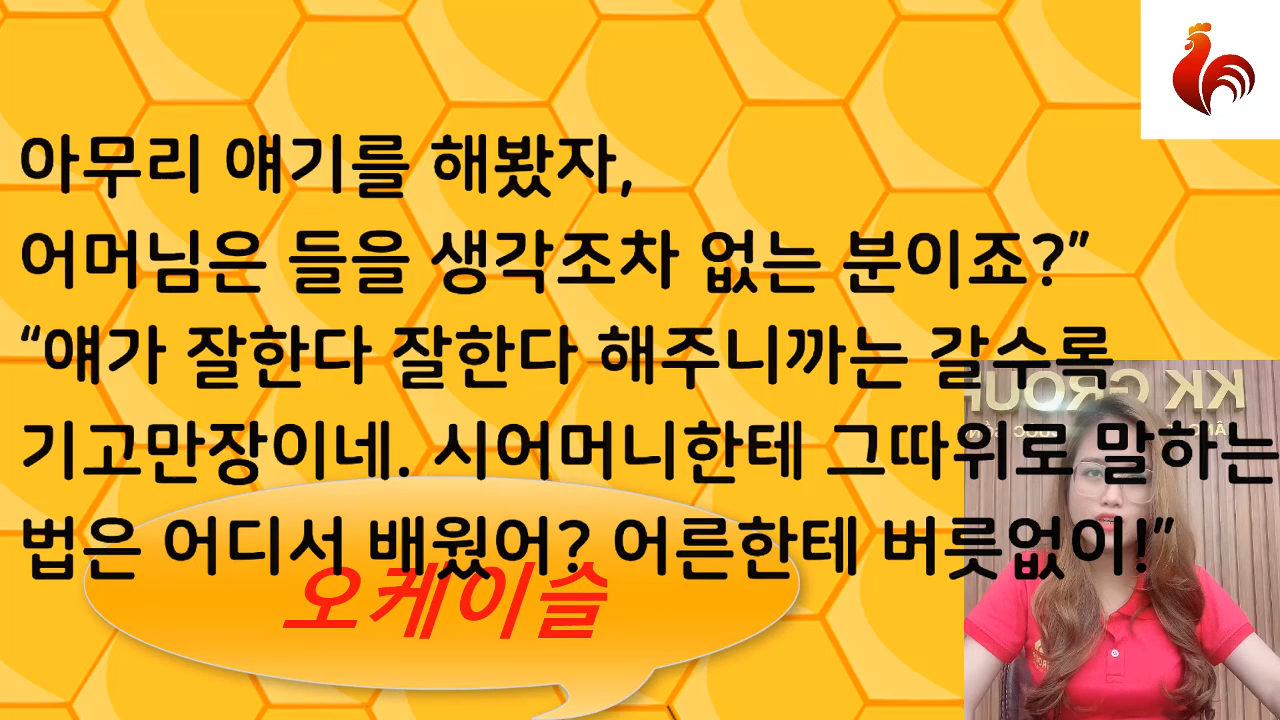 아무리 얘기를 해봤자,
어머님은 들을 생각조차 없는 분이죠?”
“얘가 잘한다 잘한다 해주니까는 갈수록
기고만장이네. 시어머니한테 그따위로 말하는
법은 어디서 배웠어? 어른한테 버릇없이!”
오케이슬
KK GROUP